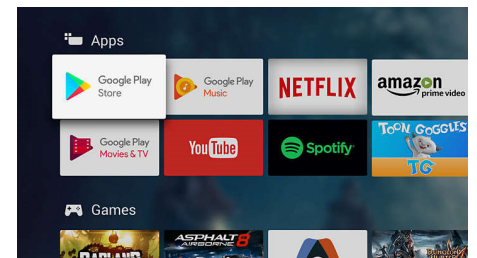 Apps
Google Play
Store
Google Play
Music
NETFLIX
amazon
prime video
Google Play
Movies & TV
YouTube
Spotify
TOON GOGGLES
TG
Games
BADLAND
ASPHALT 8
AIRBORNE